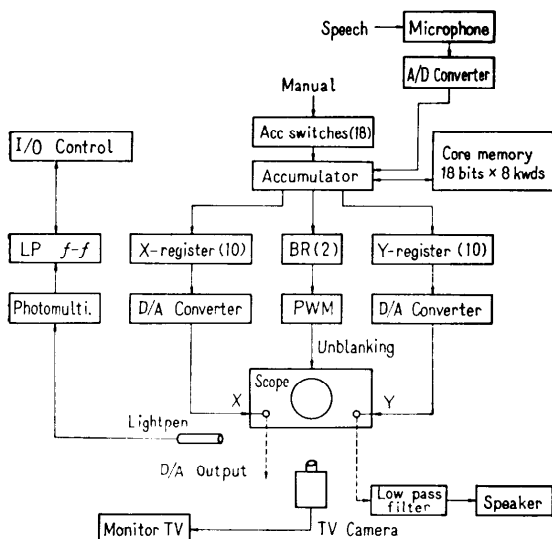 Speech
Microphone
A/D Converter
Manual
Acc switches(18)
I/O Control
Accumulator
Core memory
18 bits × 8 kwds
LP f-f
X-register (10)
BR(2)
Y-register (10)
Photomulti.
D/A Converter
PWM
D/A Converter
Unblanking
Scope
X
Y
Lightpen
D/A Output
Low pass
filter
Speaker
Monitor TV
TV Camera